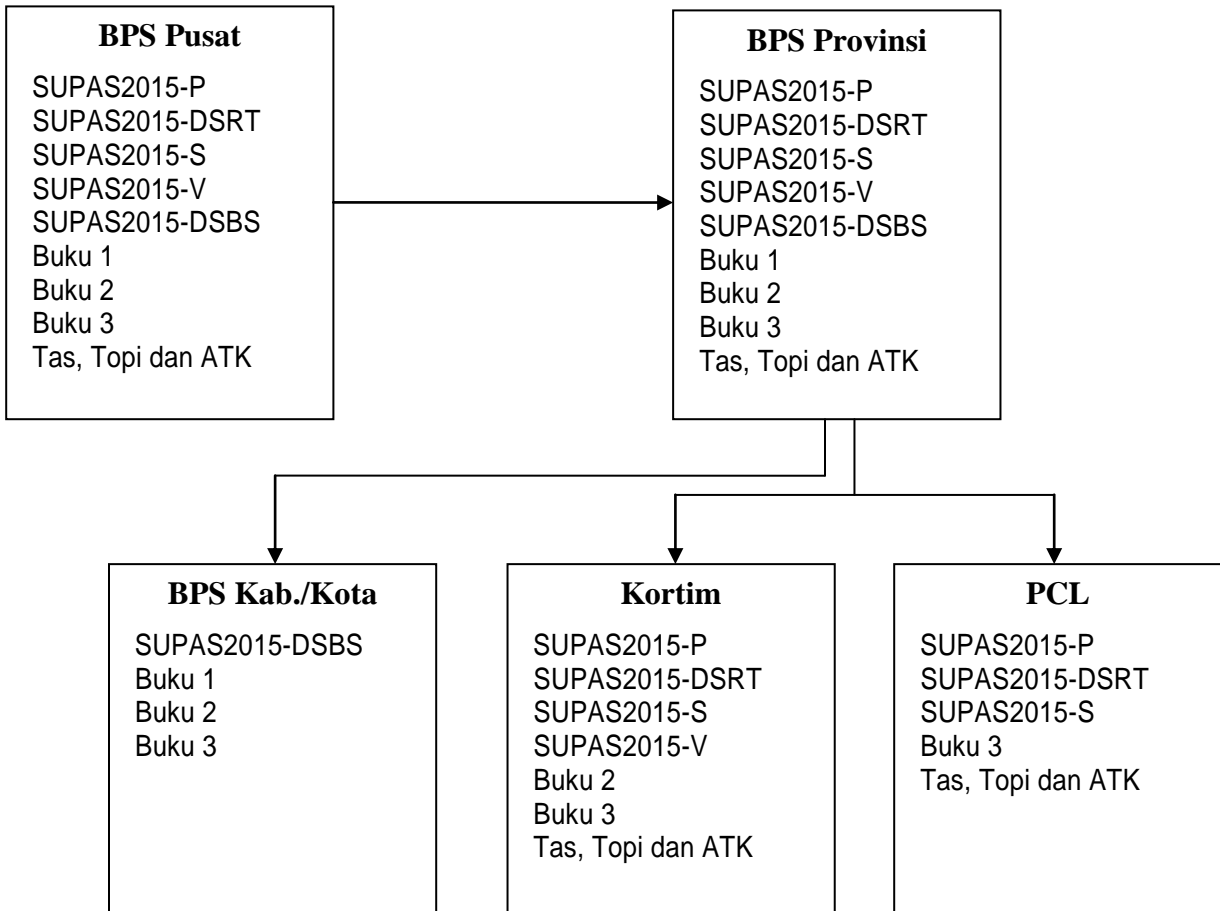 BPS Pusat
SUPAS2015-P
SUPAS2015-DSRT
SUPAS2015-S
SUPAS2015-V
SUPAS2015-DSBS
Buku 1
Buku 2
Buku 3
Tas, Topi dan ATK
BPS Provinsi
SUPAS2015-P
SUPAS2015-DSRT
SUPAS2015-S
SUPAS2015-V
SUPAS2015-DSBS
Buku 1
Buku 2
Buku 3
Tas, Topi dan ATK
BPS Kab./Kota
SUPAS2015-DSBS
Buku 1
Buku 2
Buku 3
Kortim
SUPAS2015-P
SUPAS2015-DSRT
SUPAS2015-S
SUPAS2015-V
Buku 2
Buku 3
Tas, Topi dan ATK
PCL
SUPAS2015-P
SUPAS2015-DSRT
SUPAS2015-S
Buku 3
Tas, Topi dan ATK